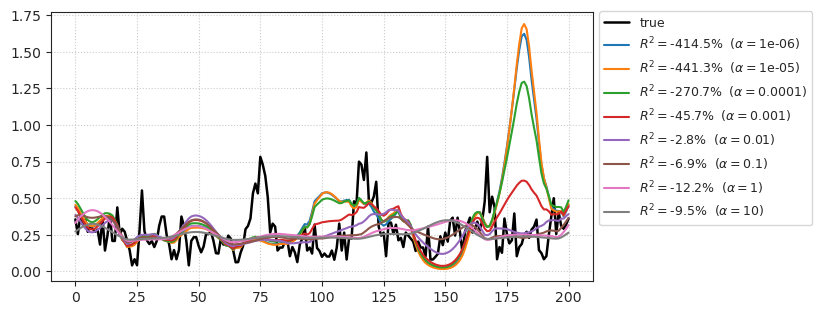 1.75
1.50
1.25
1.00
0.75
0.50
0.25
0.00
0 25 50 75 100 125 150 175 200
true
R² = -414.5% (α = 1e-06)
R² = -441.3% (α = 1e-05)
R² = -270.7% (α = 0.0001)
R² = -45.7% (α = 0.001)
R² = -2.8% (α = 0.01)
R² = -6.9% (α = 0.1)
R² = -12.2% (α = 1)
R² = -9.5% (α = 10)